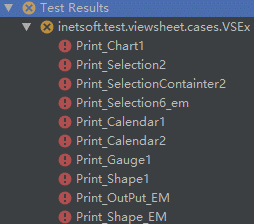 Test Results
inetsoft.test.viewsheet.cases.VSEx
Print_Chart1
Print_Selection2
Print_SelectionContainter2
Print_Selection6_em
Print_Calendar1
Print_Calendar2
Print_Gauge1
Print_Shape1
Print_OutPut_EM
Print_Shape_EM